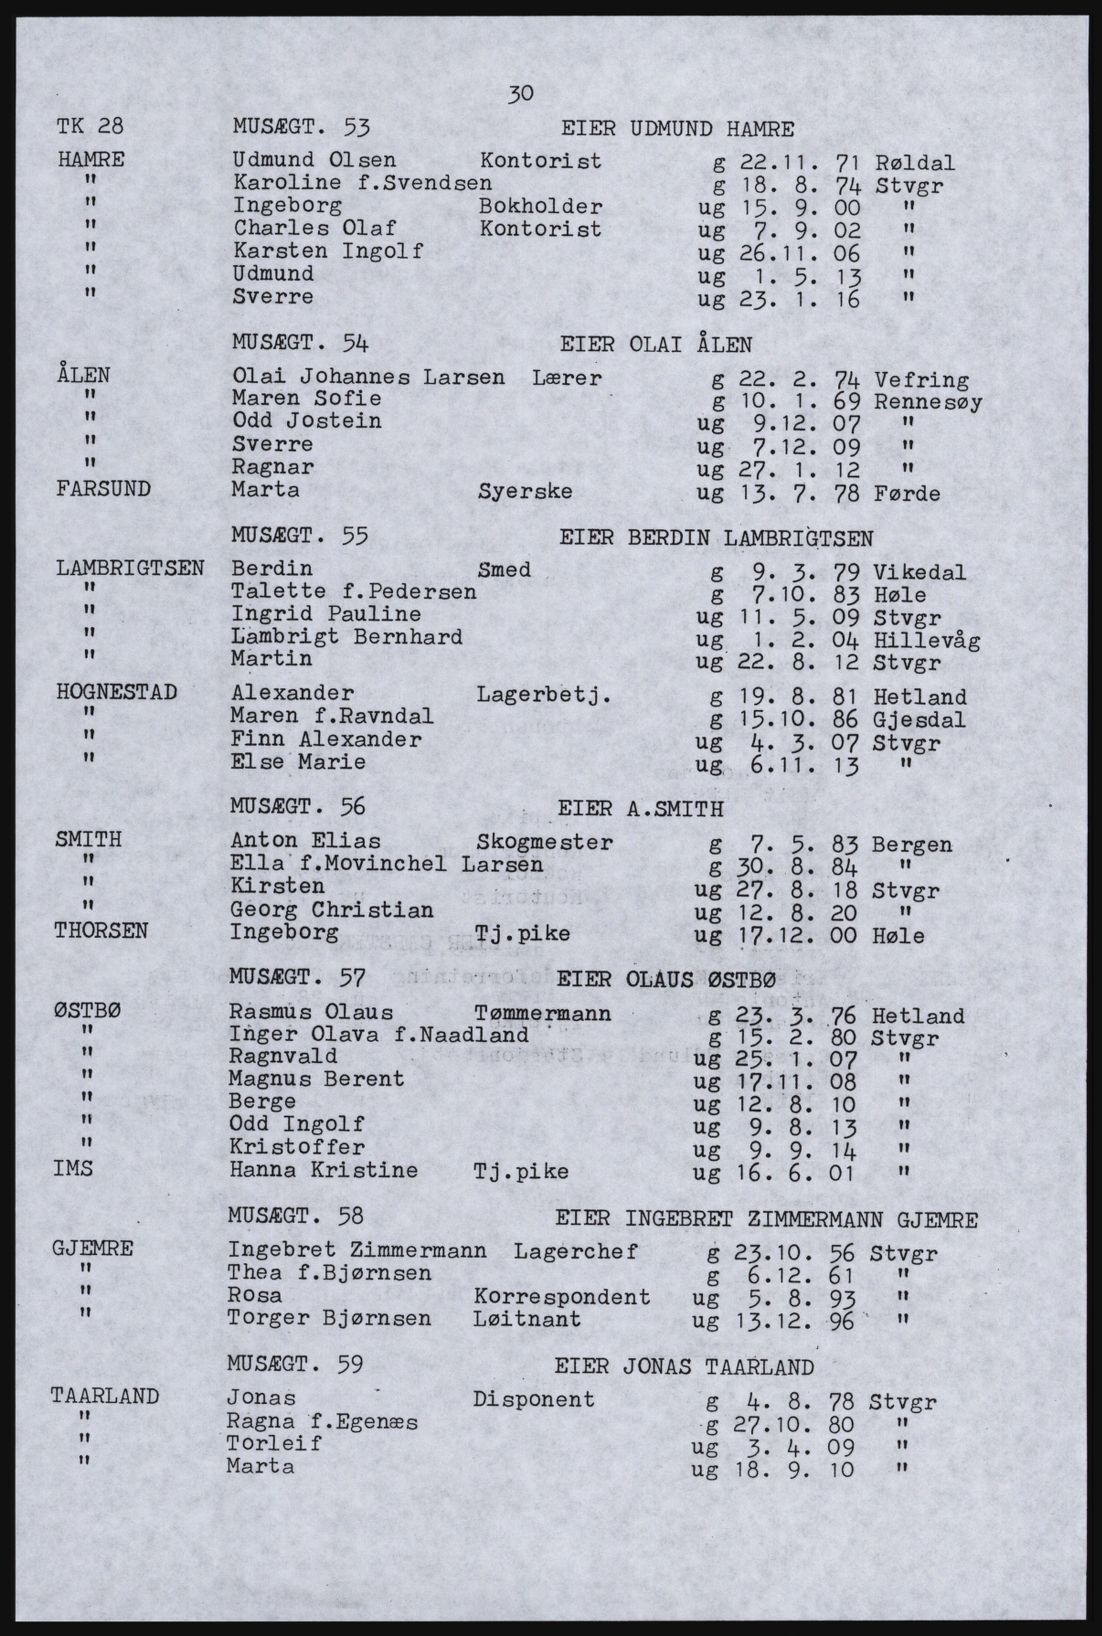 30
TK 28 MUSÆGT. 53 EIER UDMUND HAMRE
HAMRE Udmund Olsen Kontorist g 22.11. 71 Røldal
" Karoline f.Svendsen g 18. 8. 74 Stvgr
" Ingeborg Bokholder ug 15. 9. 00 "
" Charles Olaf Kontorist ug 7. 9. 02 "
" Karsten Ingolf ug 26.11. 06 "
" Udmund ug 1. 5. 13 "
" Sverre ug 23. 1. 16 "
MUSÆGT. 54 EIER OLAI ÅLEN
ÅLEN Olai Johannes Larsen Lærer g 22. 2. 74 Vefring
" Maren Sofie g 10. 1. 69 Rennesøy
" Odd Jostein ug 9.12. 07 "
" Sverre ug 7.12. 09 "
" Ragnar ug 27. 1. 12 "
FARSUND Marta Syerske ug 13. 7. 78 Førde
MUSÆGT. 55 EIER BERDIN LAMBRIGTSEN
LAMBRIGTSEN Berdin Smed g 9. 3. 79 Vikedal
" Talette f.Pedersen g 7.10. 83 Høle
" Ingrid Pauline ug 11. 5. 09 Stvgr
" Lambrigt Bernhard ug 1. 2. 04 Hillevåg
" Martin ug 22. 8. 12 Stvgr
HOGNESTAD Alexander Lagerbetj. g 19. 8. 81 Hetland
" Maren f.Ravndal g 15.10. 86 Gjesdal
" Finn Alexander ug 4. 3. 07 Stvgr
" Else Marie ug 6.11. 13 "
MUSÆGT. 56 EIER A.SMITH
SMITH Anton Elias Skogmester g 7. 5. 83 Bergen
" Ella f.Movinchel Larsen g 30. 8. 84 "
" Kirsten ug 27. 8. 18 Stvgr
" Georg Christian ug 12. 8. 20 "
THORSEN Ingeborg Tj.pike ug 17.12. 00 Høle
MUSÆGT. 57 EIER OLAUS ØSTBØ
ØSTBØ Rasmus Olaus Tømmermann g 23. 3. 76 Hetland
" Inger Olava f.Naadland g 15. 2. 80 Stvgr
" Ragnvald ug 25. 1. 07 "
" Magnus Berent ug 17.11. 08 "
" Berge ug 12. 8. 10 "
" Odd Ingolf ug 9. 8. 13 "
" Kristoffer ug 9. 9. 14 "
IMS Hanna Kristine Tj.pike ug 16. 6. 01 "
MUSÆGT. 58 EIER INGEBRET ZIMMERMANN GJEMRE
GJEMRE Ingebret Zimmermann Lagerchef g 23.10. 56 Stvgr
" Thea f.Bjørnsen g 6.12. 61 "
" Rosa Korrespondent ug 5. 8. 93 "
" Torger Bjørnsen Løitnant ug 13.12. 96 "
MUSÆGT. 59 EIER JONAS TAARLAND
TAARLAND Jonas Disponent g 4. 8. 78 Stvgr
" Ragna f.Egenæs g 27.10. 80 "
" Torleif ug 3. 4. 09 "
" Marta ug 18. 9. 10 "